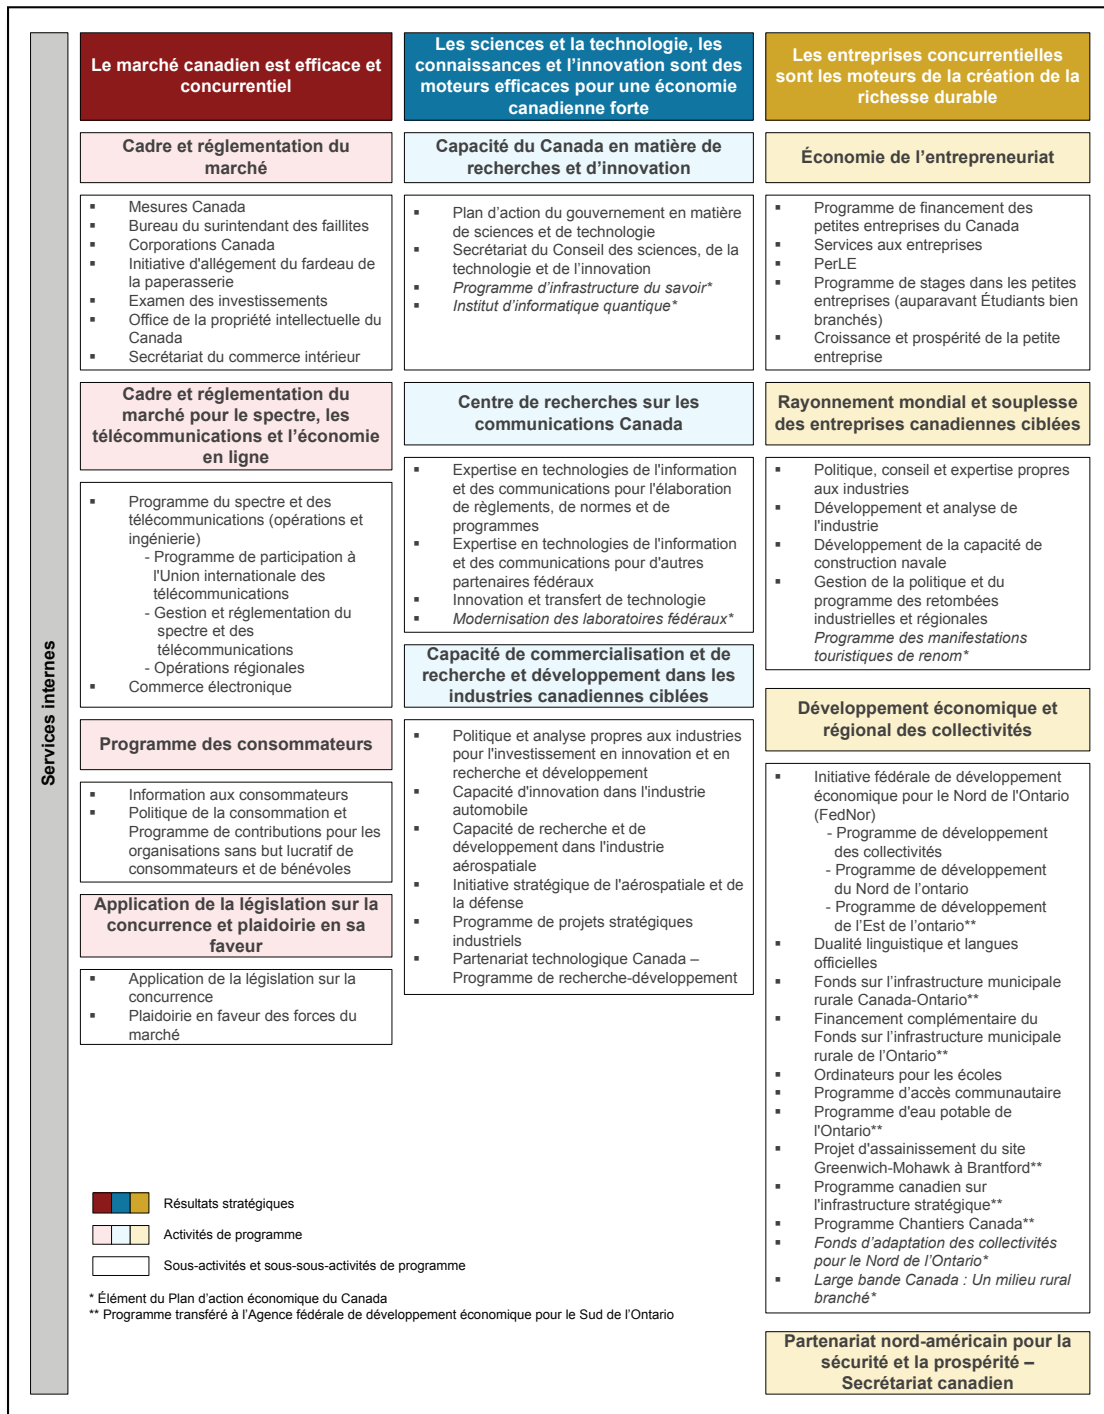 Services internes
Le marché canadien est efficace et
concurrentiel
Cadre et réglementation du
marché
▪ Mesures Canada
▪ Bureau du surintendant des faillites
▪ Corporations Canada
▪ Initiative d'allégement du fardeau de
la paperasserie
▪ Examen des investissements
▪ Office de la propriété intellectuelle du
Canada
▪ Secrétariat du commerce intérieur
Cadre et réglementation du
marché pour le spectre, les
télécommunications et l’économie
en ligne
▪ Programme du spectre et des
télécommunications (opérations et
ingénierie)
- Programme de participation à
l'Union internationale des
télécommunications
- Gestion et réglementation du
spectre et des
télécommunications
- Opérations régionales
▪ Commerce électronique
Programme des consommateurs
▪ Information aux consommateurs
▪ Politique de la consommation et
Programme de contributions pour les
organisations sans but lucratif de
consommateurs et de bénévoles
Application de la législation sur la
concurrence et plaidoirie en sa
faveur
▪ Application de la législation sur la
concurrence
▪ Plaidoirie en faveur des forces du
marché
Les sciences et la technologie, les
connaissances et l’innovation sont des
moteurs efficaces pour une économie
canadienne forte
Capacité du Canada en matière de
recherches et d’innovation
▪ Plan d’action du gouvernement en matière
de sciences et de technologie
▪ Secrétariat du Conseil des sciences, de la
technologie et de l’innovation
▪ Programme d’infrastructure du savoir*
▪ Institut d’informatique quantique*
Centre de recherches sur les
communications Canada
▪ Expertise en technologies de l'information
et des communications pour l'élaboration
de règlements, de normes et de
programmes
▪ Expertise en technologies de l'information
et des communications pour d'autres
partenaires fédéraux
▪ Innovation et transfert de technologie
▪ Modernisation des laboratoires fédéraux*
Capacité de commercialisation et de
recherche et développement dans les
industries canadiennes ciblées
▪ Politique et analyse propres aux industries
pour l'investissement en innovation et en
recherche et développement
▪ Capacité d'innovation dans l'industrie
automobile
▪ Capacité de recherche et de
développement dans l'industrie
aérospatiale
▪ Initiative stratégique de l'aérospatiale et de
la défense
▪ Programme de projets stratégiques
industriels
▪ Partenariat technologique Canada –
Programme de recherche-développement
Les entreprises concurrentielles
sont les moteurs de la création de la
richesse durable
Économie de l’entrepreneuriat
▪ Programme de financement des
petites entreprises du Canada
▪ Services aux entreprises
▪ PerLE
▪ Programme de stages dans les petites
entreprises (auparavant Étudiants bien
branchés)
▪ Croissance et prospérité de la petite
entreprise
Rayonnement mondial et souplesse
des entreprises canadiennes ciblées
▪ Politique, conseil et expertise propres
aux industries
▪ Développement et analyse de
l'industrie
▪ Développement de la capacité de
construction navale
▪ Gestion de la politique et du
programme des retombées
industrielles et régionales
Programme des manifestations
touristiques de renom*
Développement économique et
régional des collectivités
▪ Initiative fédérale de développement
économique pour le Nord de l'Ontario
(FedNor)
- Programme de développement
des collectivités
- Programme de développement
du Nord de l’ontario
- Programme de développement
de l’Est de l’ontario**
▪ Dualité linguistique et langues
officielles
▪ Fonds sur l’infrastructure municipale
rurale Canada-Ontario**
▪ Financement complémentaire du
Fonds sur l’infrastructure municipale
rurale de l’Ontario**
▪ Ordinateurs pour les écoles
▪ Programme d’accès communautaire
▪ Programme d'eau potable de
l'Ontario**
▪ Projet d'assainissement du site
Greenwich-Mohawk à Brantford**
▪ Programme canadien sur
l'infrastructure stratégique**
▪ Programme Chantiers Canada**
▪ Fonds d’adaptation des collectivités
pour le Nord de l’Ontario*
▪ Large bande Canada : Un milieu rural
branché*
Partenariat nord-américain pour la
sécurité et la prospérité –
Secrétariat canadien
Résultats stratégiques
Activités de programme
Sous-activités et sous-sous-activités de programme
* Élément du Plan d’action économique du Canada
** Programme transféré à l’Agence fédérale de développement économique pour le Sud de l’Ontario